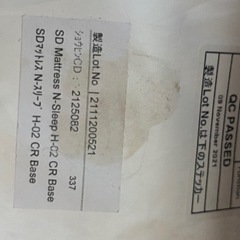 製造Lot.No | 2111200521
ショウヒンCD： 2125082 337
SD Mattress N-Sleep H-02 CR Base
SDマットレス N-スリープ H-02 CR Base
QC PASSED
09 November 2021
製造Lot No.は下のステッカー